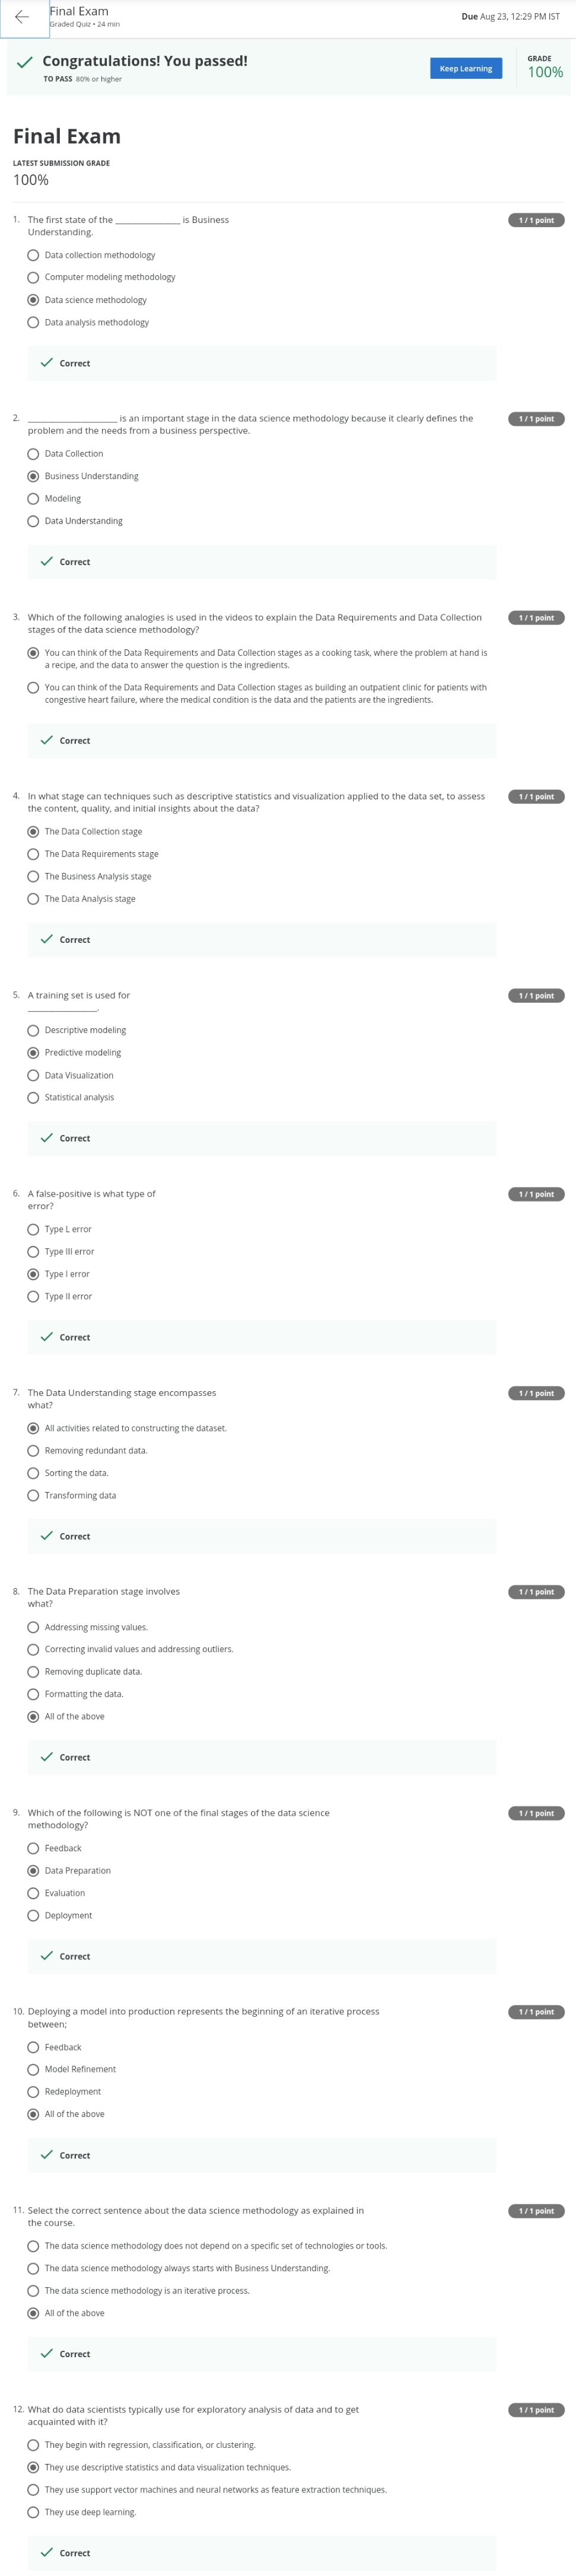 Final Exam
Graded Quiz • 24 min
Due Aug 23, 12:29 PM IST
Congratulations! You passed!
TO PASS 80% or higher
Keep Learning
GRADE
100%
Final Exam
LATEST SUBMISSION GRADE
100%
1. The first state of the ______________ is Business
Understanding.
1 / 1 point
Data collection methodology
Computer modeling methodology
Data science methodology
Data analysis methodology
Correct
2. ____________________ is an important stage in the data science methodology because it clearly defines the
problem and the needs from a business perspective.
1 / 1 point
Data Collection
Business Understanding
Modeling
Data Understanding
Correct
3. Which of the following analogies is used in the videos to explain the Data Requirements and Data Collection
stages of the data science methodology?
1 / 1 point
You can think of the Data Requirements and Data Collection stages as a cooking task, where the problem at hand is
a recipe, and the data to answer the question is the ingredients.
You can think of the Data Requirements and Data Collection stages as building an outpatient clinic for patients with
congestive heart failure, where the medical condition is the data and the patients are the ingredients.
Correct
4. In what stage can techniques such as descriptive statistics and visualization applied to the data set, to assess
the content, quality, and initial insights about the data?
1 / 1 point
The Data Collection stage
The Data Requirements stage
The Business Analysis stage
The Data Analysis stage
Correct
5. A training set is used for
________________.
1 / 1 point
Descriptive modeling
Predictive modeling
Data Visualization
Statistical analysis
Correct
6. A false-positive is what type of
error?
1 / 1 point
Type L error
Type III error
Type I error
Type II error
Correct
7. The Data Understanding stage encompasses
what?
1 / 1 point
All activities related to constructing the dataset.
Removing redundant data.
Sorting the data.
Transforming data
Correct
8. The Data Preparation stage involves
what?
1 / 1 point
Addressing missing values.
Correcting invalid values and addressing outliers.
Removing duplicate data.
Formatting the data.
All of the above
Correct
9. Which of the following is NOT one of the final stages of the data science
methodology?
1 / 1 point
Feedback
Data Preparation
Evaluation
Deployment
Correct
10. Deploying a model into production represents the beginning of an iterative process
between;
1 / 1 point
Feedback
Model Refinement
Redeployment
All of the above
Correct
11. Select the correct sentence about the data science methodology as explained in
the course.
1 / 1 point
The data science methodology does not depend on a specific set of technologies or tools.
The data science methodology always starts with Business Understanding.
The data science methodology is an iterative process.
All of the above
Correct
12. What do data scientists typically use for exploratory analysis of data and to get
acquainted with it?
1 / 1 point
They begin with regression, classification, or clustering.
They use descriptive statistics and data visualization techniques.
They use support vector machines and neural networks as feature extraction techniques.
They use deep learning.
Correct